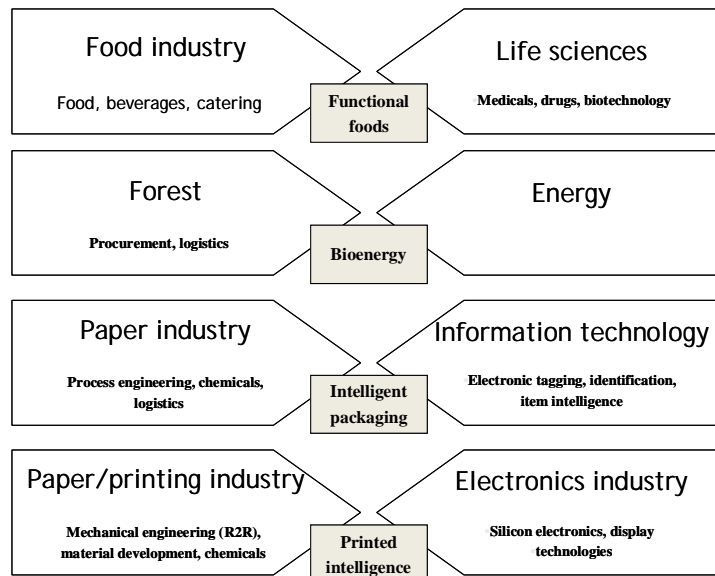 Food industry
Food, beverages, catering
Life sciences
Medicals, drugs, biotechnology
Functional
foods
Forest
Procurement, logistics
Energy
Bioenergy
Paper industry
Process engineering, chemicals,
logistics
Information technology
Electronic tagging, identification,
item intelligence
Intelligent
packaging
Paper/printing industry
Mechanical engineering (R2R),
material development, chemicals
Electronics industry
Silicon electronics, display
technologies
Printed
intelligence